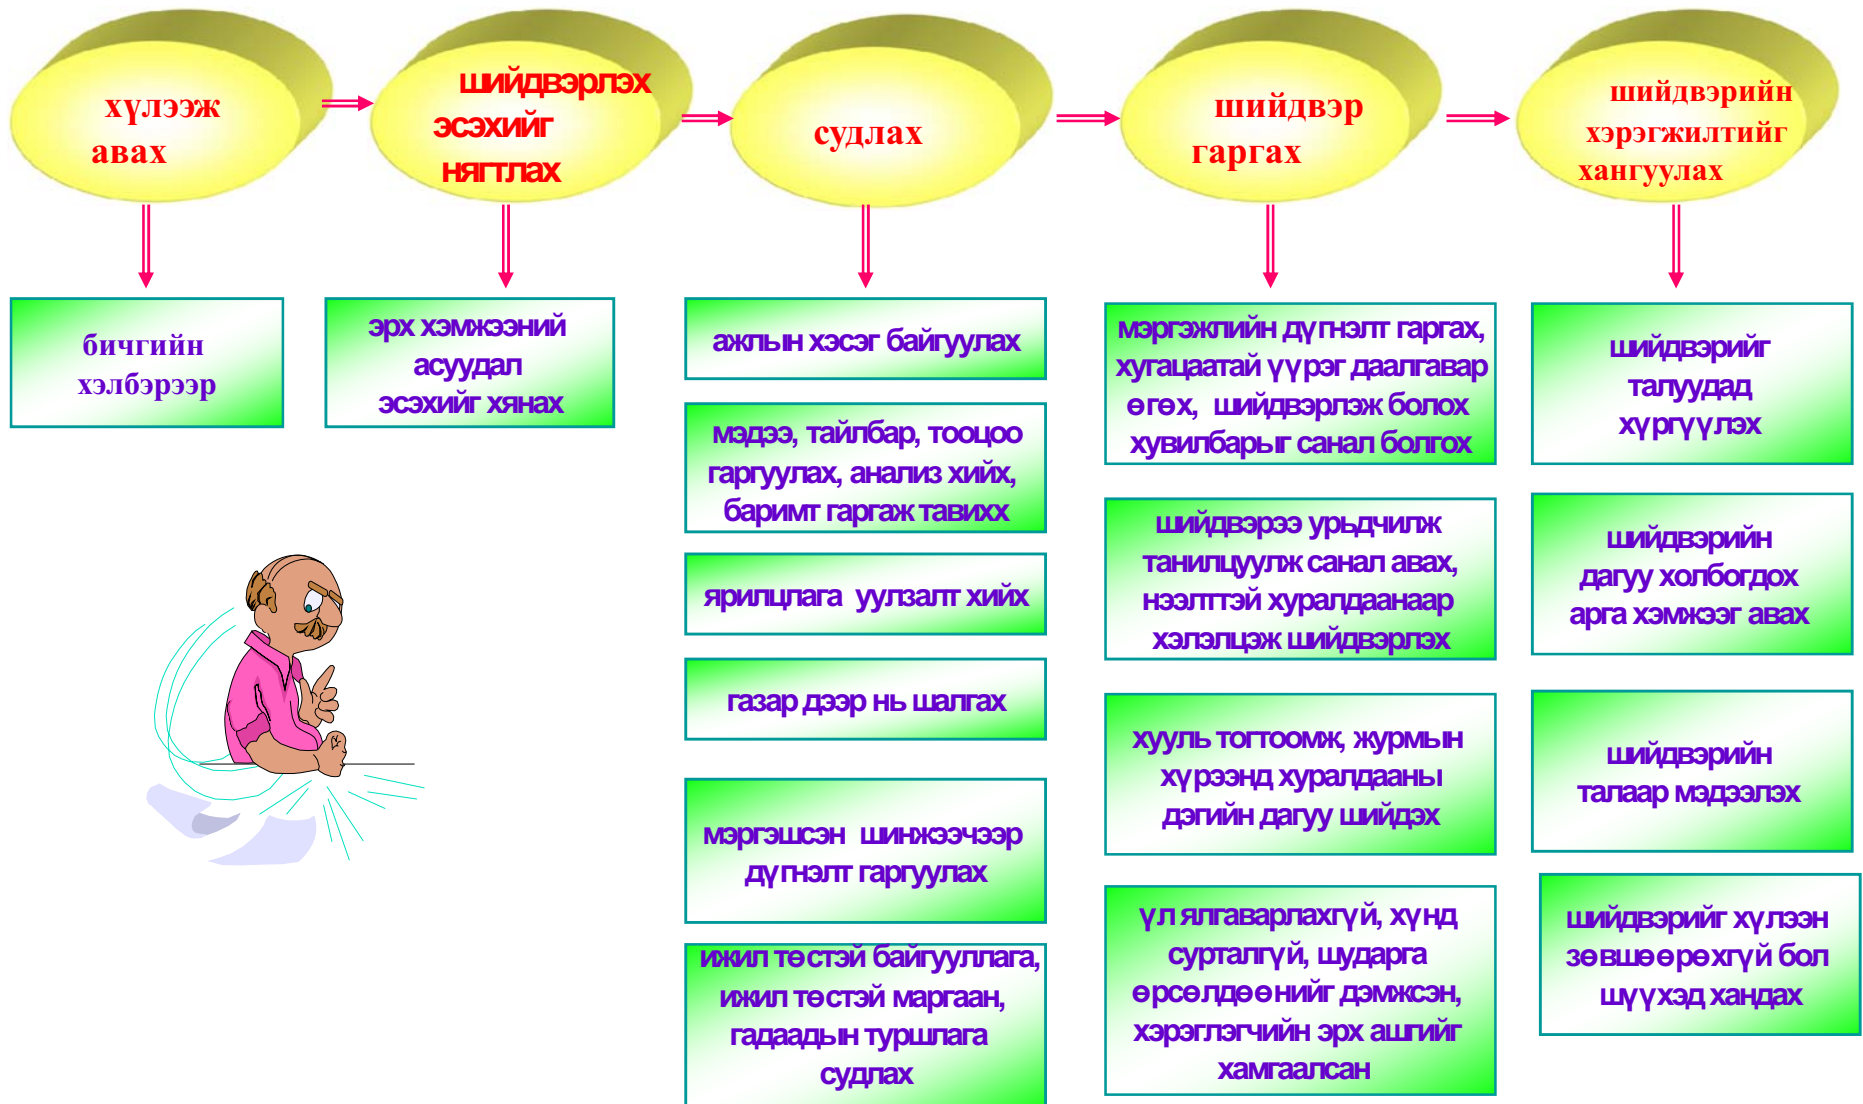 хүлээж
авах
шийдвэрлэх
эсэхийг
нягтлах
судлах
шийдвэр
гаргах
шийдвэрийн
хэрэгжилтийг
хангуулах
бичгийн
хэлбэрээр
эрх хэмжээний
асуудал
эсэхийг хянах
ажлын хэсэг байгуулах
мэдээ, тайлбар, тооцоо
гаргуулах, анализ хийх,
баримт гаргаж тавихх
ярилцлага уулзалт хийх
газар дээр нь шалгах
мэргэшсэн шинжээчээр
дүгнэлт гаргуулах
ижил төстэй байгууллага,
ижил төстэй маргаан,
гадаадын туршлага
судлах
мэргэжлийн дүгнэлт гаргах,
хугацаатай үүрэг даалгавар
өгөх, шийдвэрлэж болох
хувилбарыг санал болгох
шийдвэрээ урьдчилж
танилцуулж санал авах,
нээлттэй хуралдаанаар
хэлэлцэж шийдвэрлэх
хууль тогтоомж, журмын
хүрээнд хуралдааны
дэгийн дагуу шийдэх
үл ялгаварлахгүй, хүнд
сурталгүй, шударга
өрсөлдөөнийг дэмжсэн,
хэрэглэгчийн эрх ашгийг
хамгаалсан
шийдвэрийг
талуудад
хүргүүлэх
шийдвэрийн
дагуу холбогдох
арга хэмжээг авах
шийдвэрийн
талаар мэдээлэх
шийдвэрийг хүлээн
зөвшөөрөхгүй бол
шүүхэд хандах